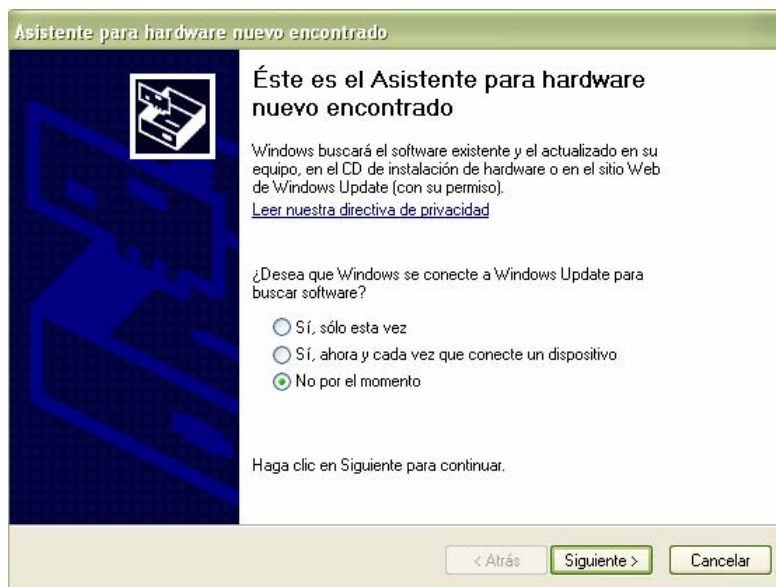 Asistente para hardware nuevo encontrado
Éste es el Asistente para hardware
nuevo encontrado
Windows buscará el software existente y el actualizado en su
equipo, en el CD de instalación de hardware o en el sitio Web
de Windows Update (con su permiso).
Leer nuestra directiva de privacidad
¿Desea que Windows se conecte a Windows Update para
buscar software?
Sí, sólo esta vez
Sí, ahora y cada vez que conecte un dispositivo
No por el momento
Haga clic en Siguiente para continuar.
< Atrás
Siguiente >
Cancelar